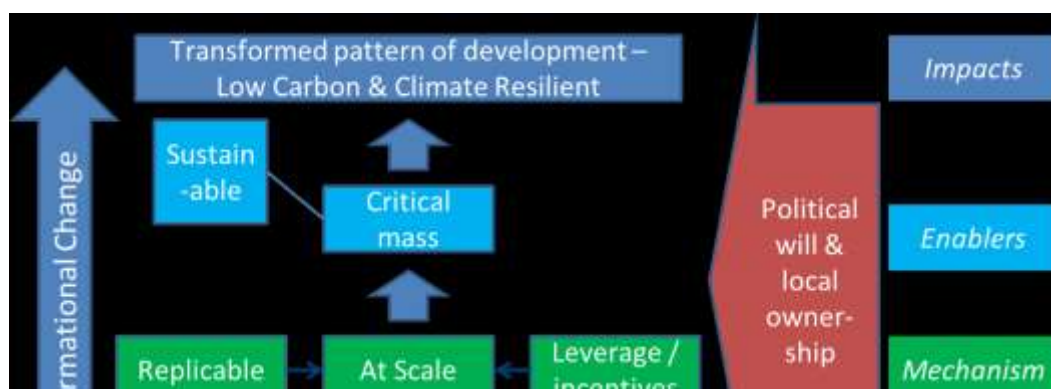 Transformed pattern of development –
Low Carbon & Climate Resilient
Impacts
Sustain
-able
Critical
mass
Political
will &
local
owner-
ship
Enablers
Change
Replicable
At Scale
Leverage /
incentives
Mechanism